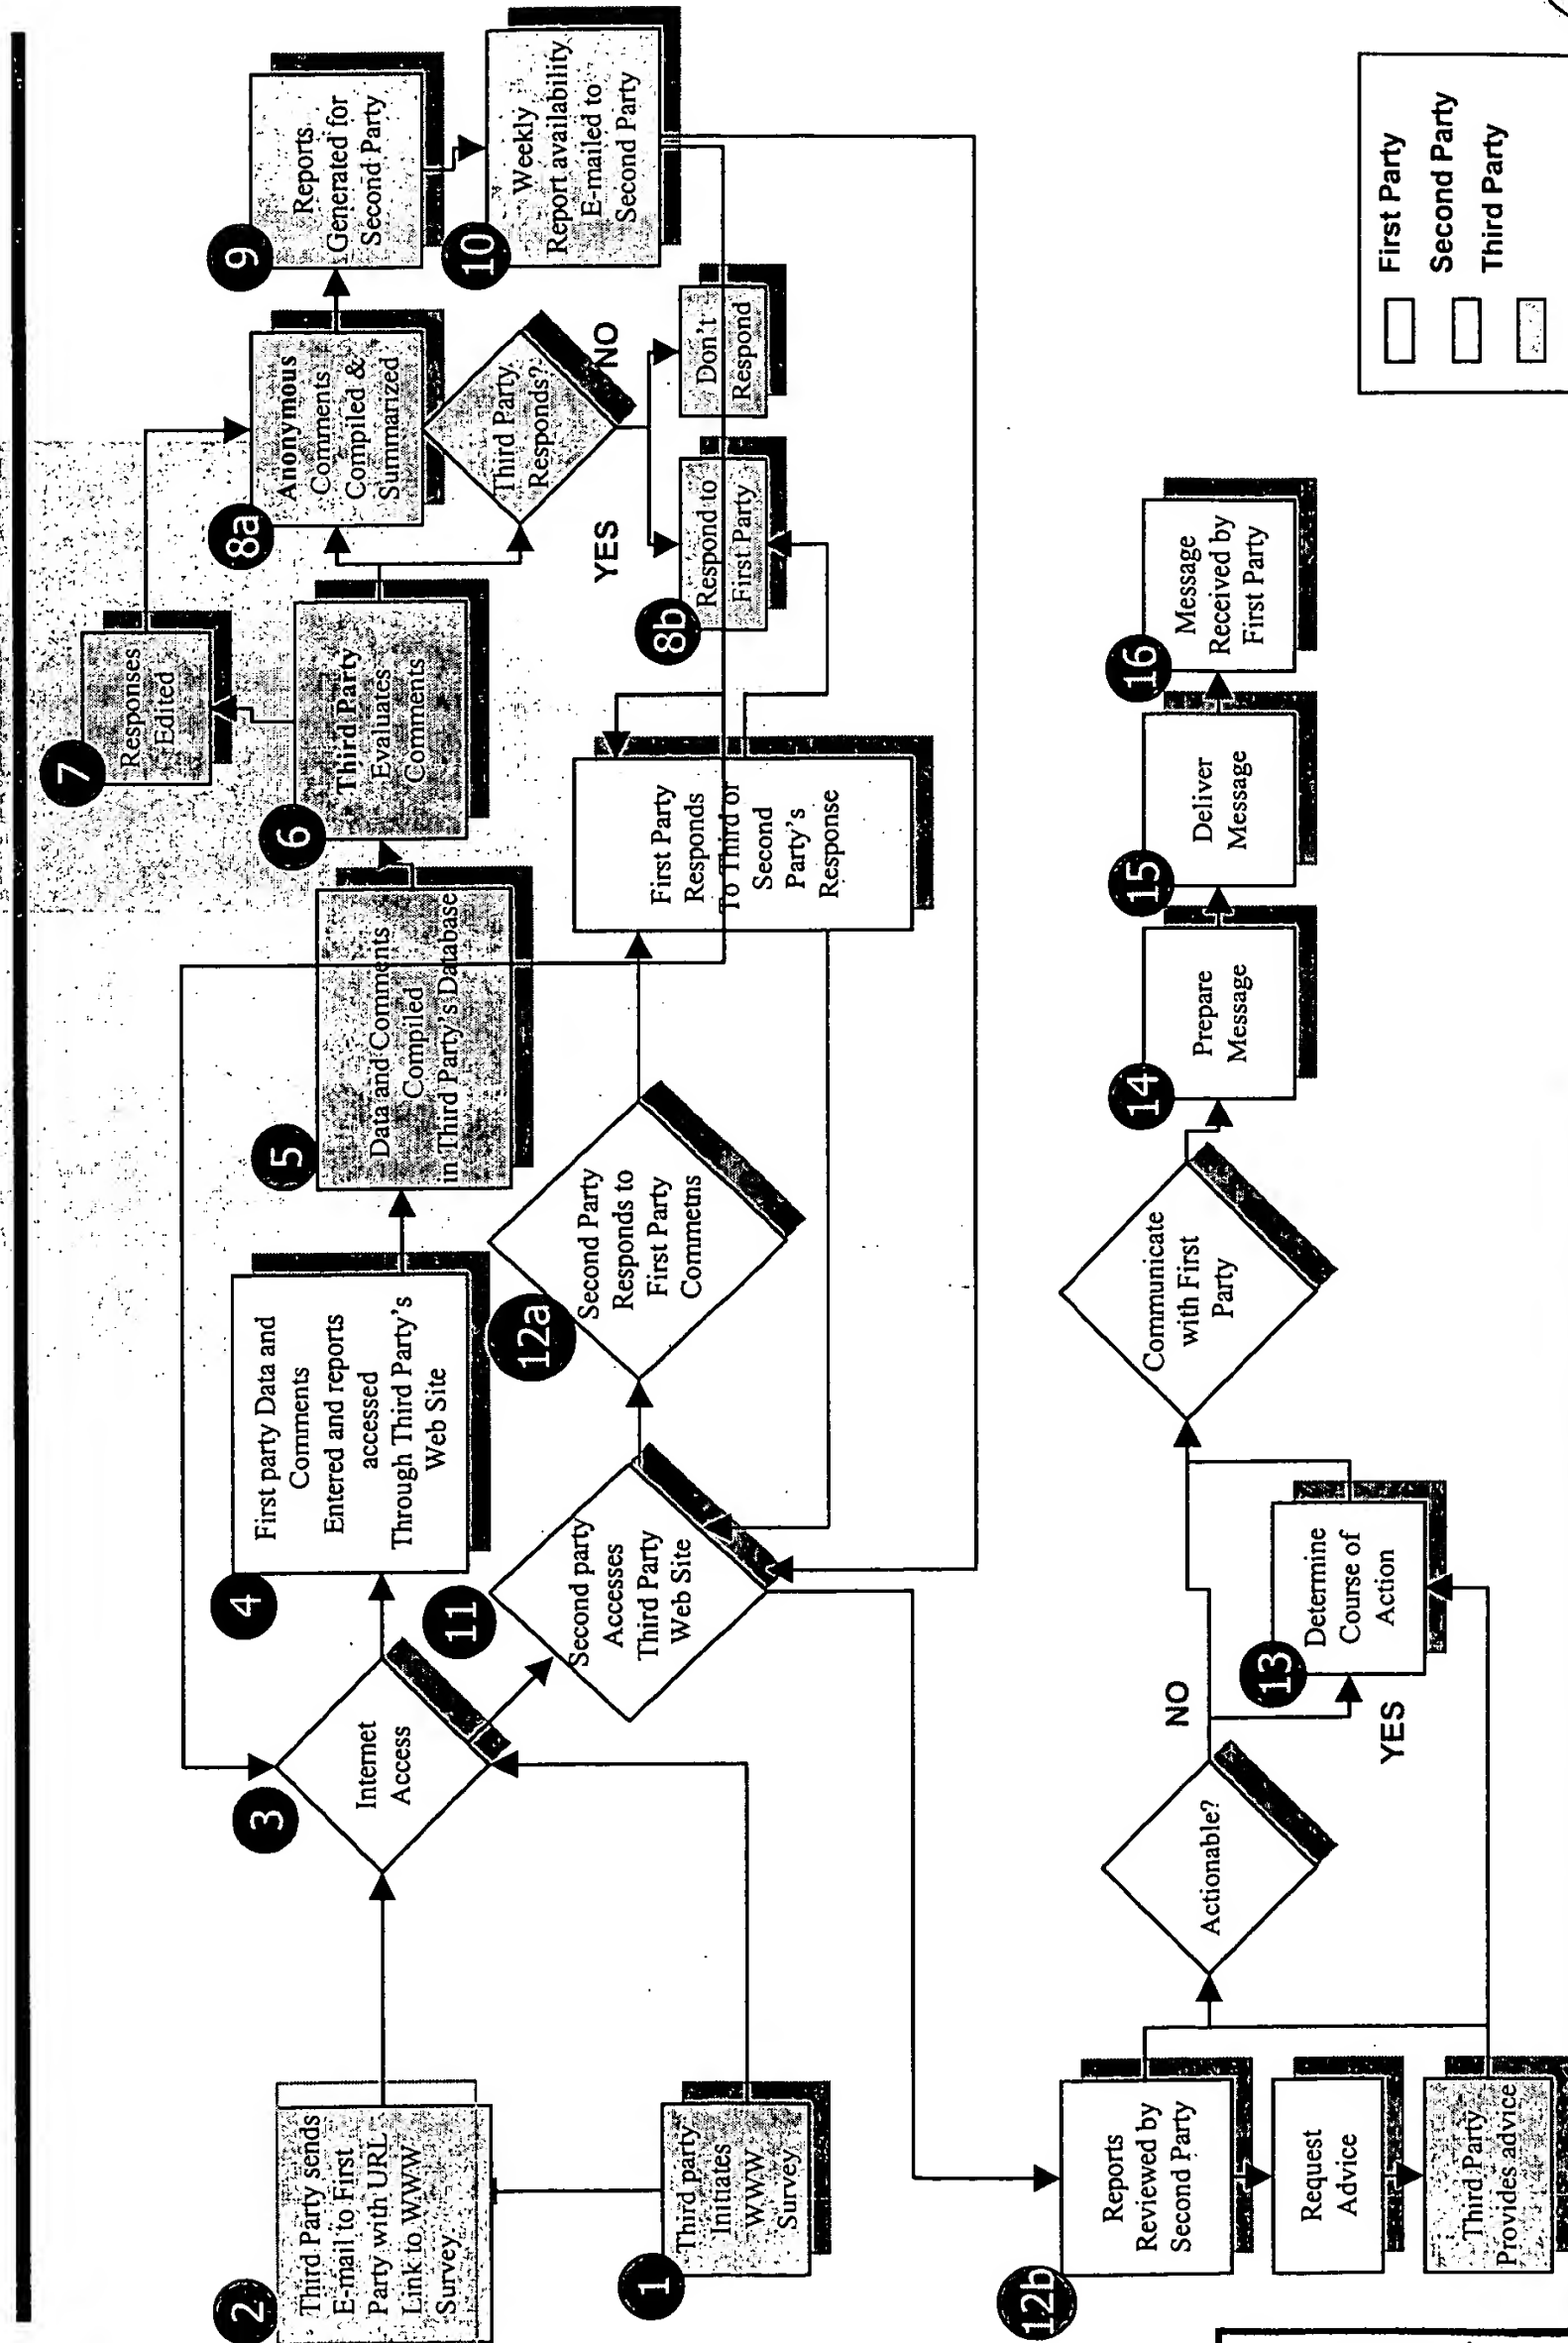 2
Third Party sends
E-mail to First
Party with URL
Link to WWW
Survey
1
Third party
Initiates
WWW
Survey
3
Internet
Access
4
First party Data and
Comments
Entered and reports
accessed
Through Third Party's
Web Site
5
Data and Comments
Compiled
in Third Party's Database
6
Third Party
Evaluates
Comments
7
Responses
Edited
8a
Anonymous
Comments
Compiled &
Summarized
9
Reports
Generated for
Second Party
10
Weekly
Report availability
E-mailed to
Second Party
Third Party
Responds?
YES
NO
8b
Respond to
First Party
Don't
Respond
11
Second party
Accesses
Third Party
Web Site
12a
Second Party
Responds to
First Party
Commetns
First Party
Responds
To Third or
Second
Party's
Response
12b
Reports
Reviewed by
Second Party
Request
Advice
Third Party
Provides advice
Actionable?
NO
YES
13
Determine
Course of
Action
Communicate
with First
Party
14
Prepare
Message
15
Deliver
Message
16
Message
Received by
First Party
First Party
Second Party
Third Party